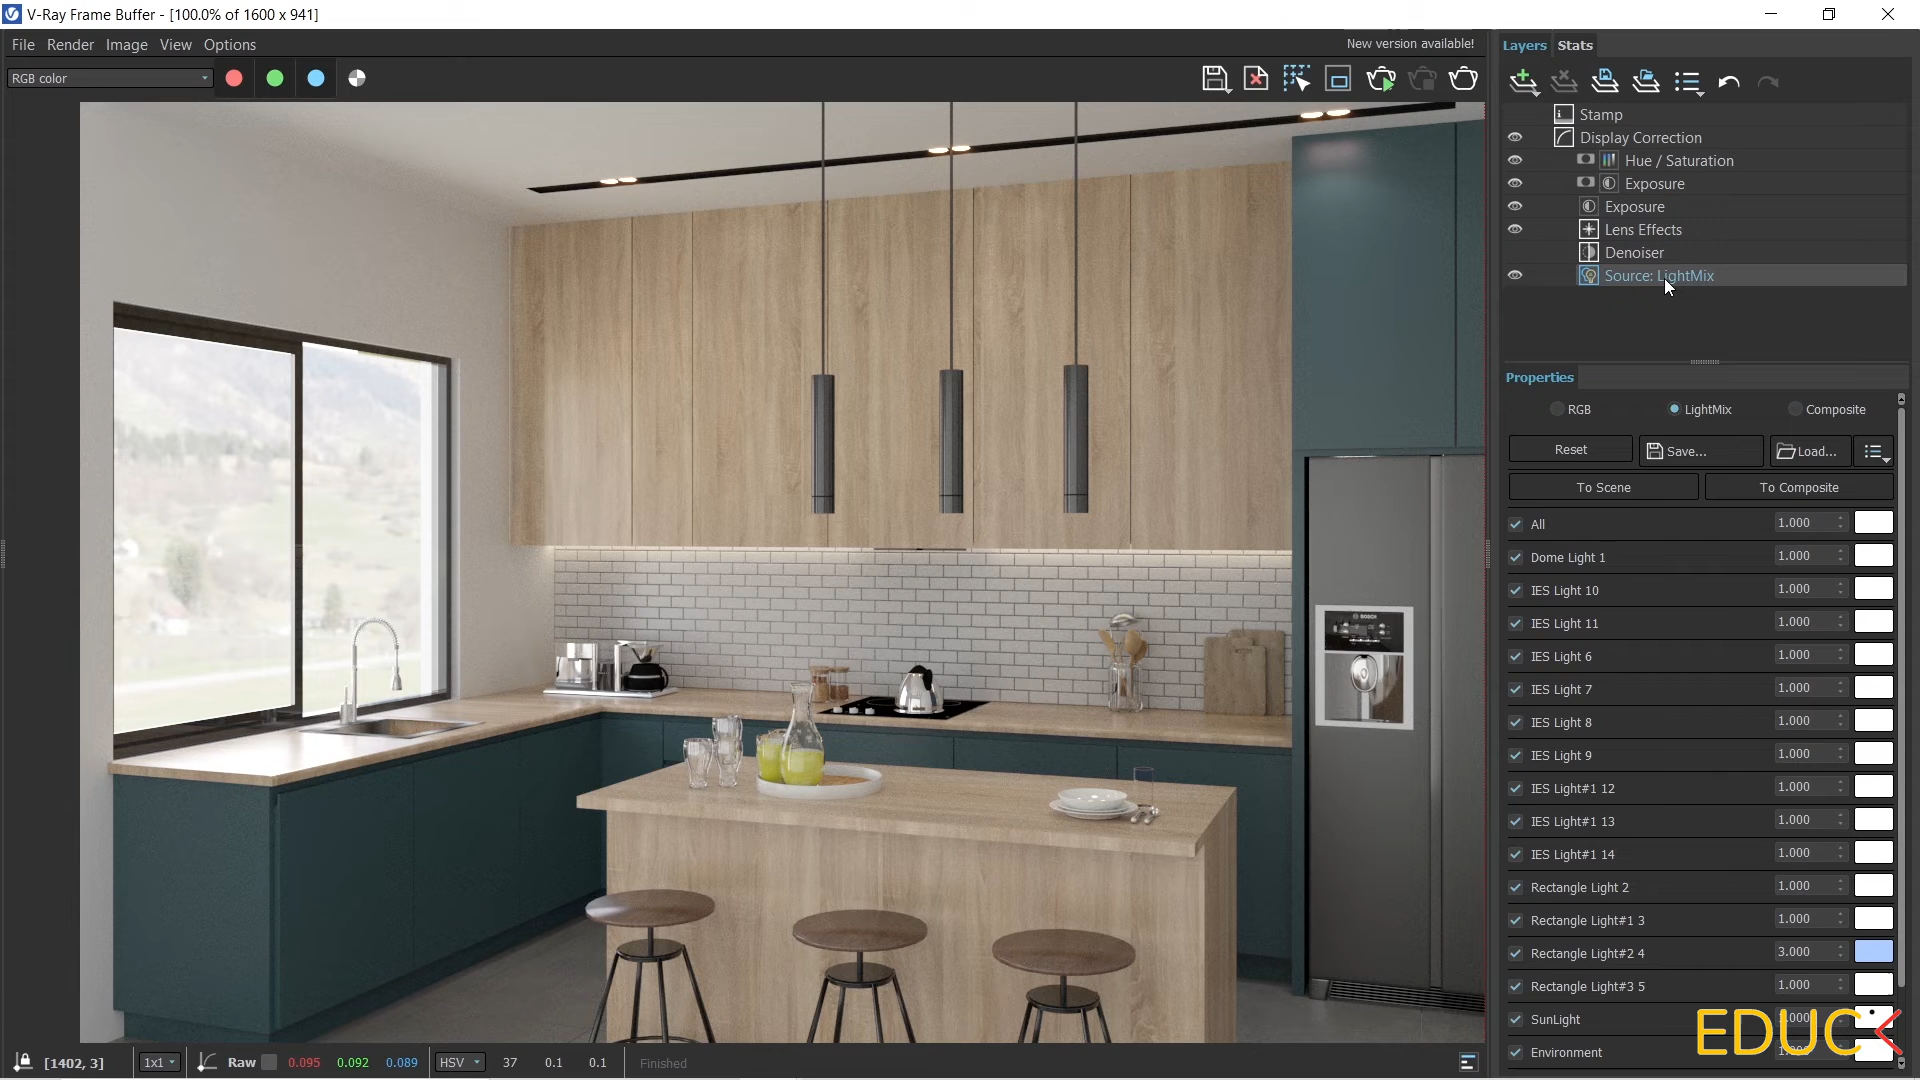 V-Ray Frame Buffer - [100.0% of 1600 x 941]
File Render Image View Options
New version available!
RGB color
Layers Stats
Stamp
Display Correction
Hue / Saturation
Exposure
Exposure
Lens Effects
Denoiser
Source: LightMix
Properties
RGB LightMix Composite
Reset Save... Load...
To Scene To Composite
All 1.000
Dome Light 1 1.000
IES Light 10 1.000
IES Light 11 1.000
IES Light 6 1.000
IES Light 7 1.000
IES Light 8 1.000
IES Light 9 1.000
IES Light#1 12 1.000
IES Light#1 13 1.000
IES Light#1 14 1.000
Rectangle Light 2 1.000
Rectangle Light#1 3 1.000
Rectangle Light#2 4 3.000
Rectangle Light#3 5 1.000
SunLight
Environment
EDUC
BOSCH
[1402, 3] 1x1 Raw 0.095 0.092 0.089 HSV 37 0.1 0.1 Finished